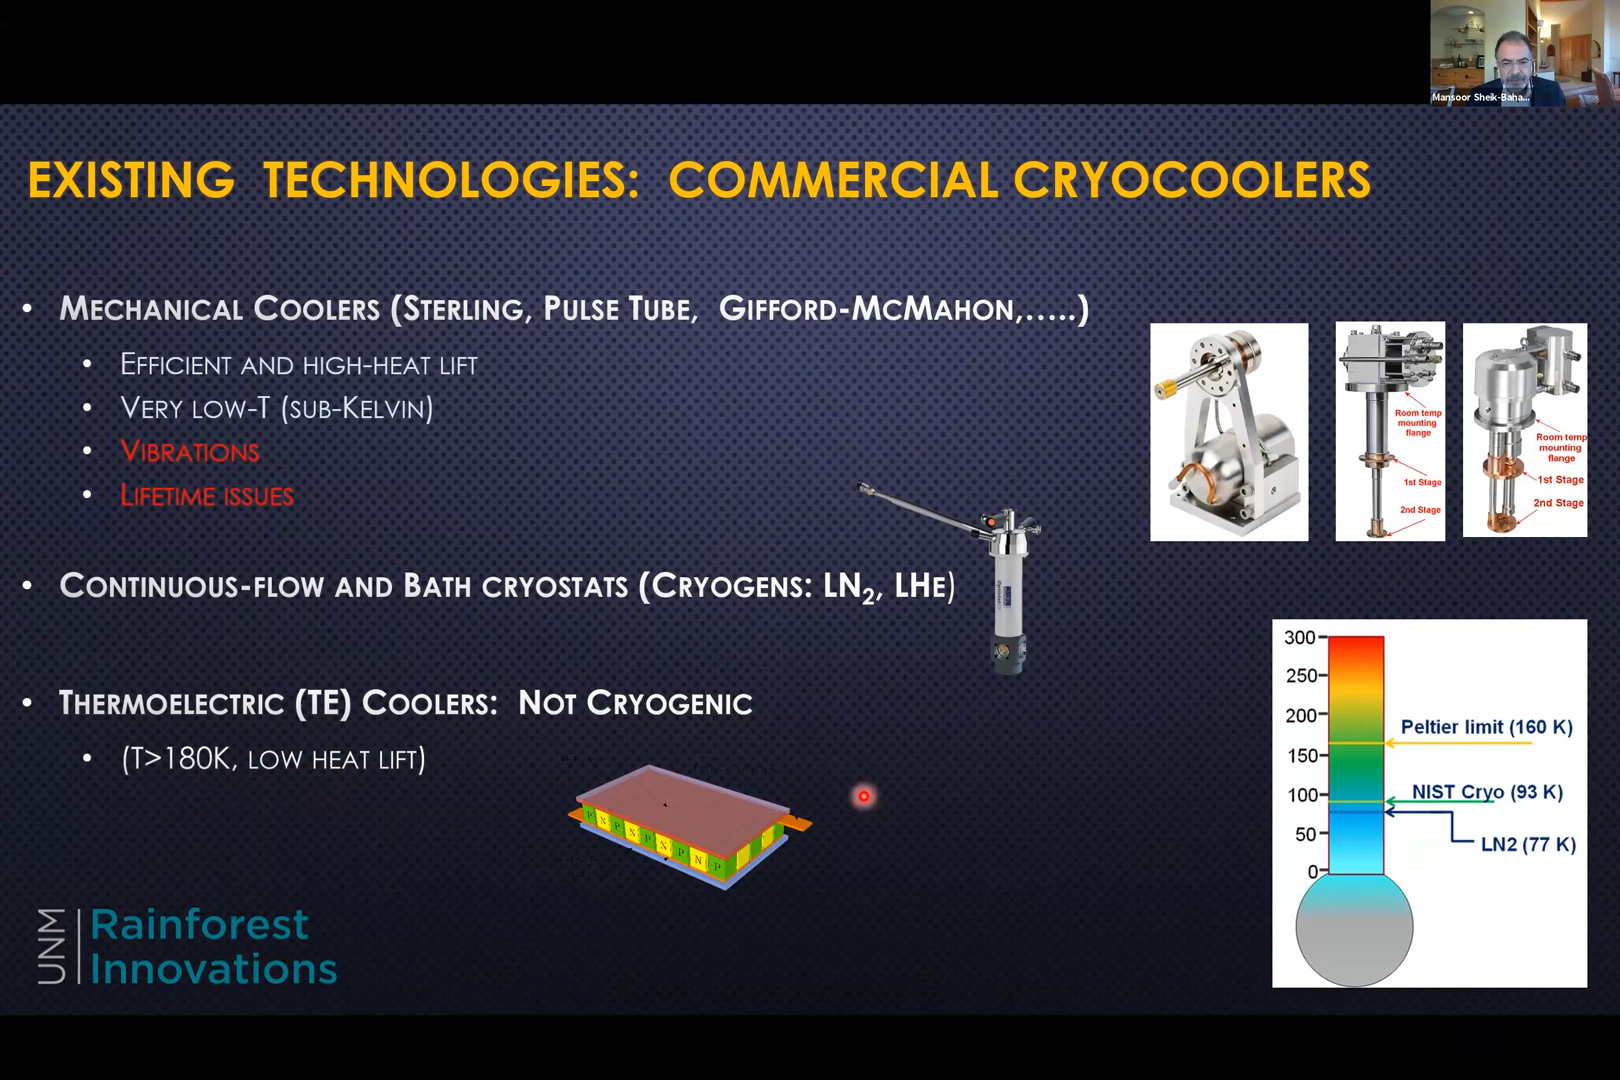 Mansoor Sheik-Baha...
EXISTING TECHNOLOGIES: COMMERCIAL CRYOCOOLERS
• MECHANICAL COOLERS (STERLING, PULSE TUBE, GIFFORD-MCMAHON,.....)
• EFFICIENT AND HIGH-HEAT LIFT
• VERY LOW-T (SUB-KELVIN)
• VIBRATIONS
• LIFETIME ISSUES
Room temp
mounting
flange
1st Stage
2nd Stage
Room temp
mounting
flange
1st Stage
2nd Stage
• CONTINUOUS-FLOW AND BATH CRYOSTATS (CRYOGENS: LN2, LHE)
• THERMOELECTRIC (TE) COOLERS: NOT CRYOGENIC
• (T>180K, LOW HEAT LIFT)
P N P N P N P N P
300
250
200
150
100
50
0
Peltier limit (160 K)
NIST Cryo (93 K)
LN2 (77 K)
UNM
Rainforest
Innovations